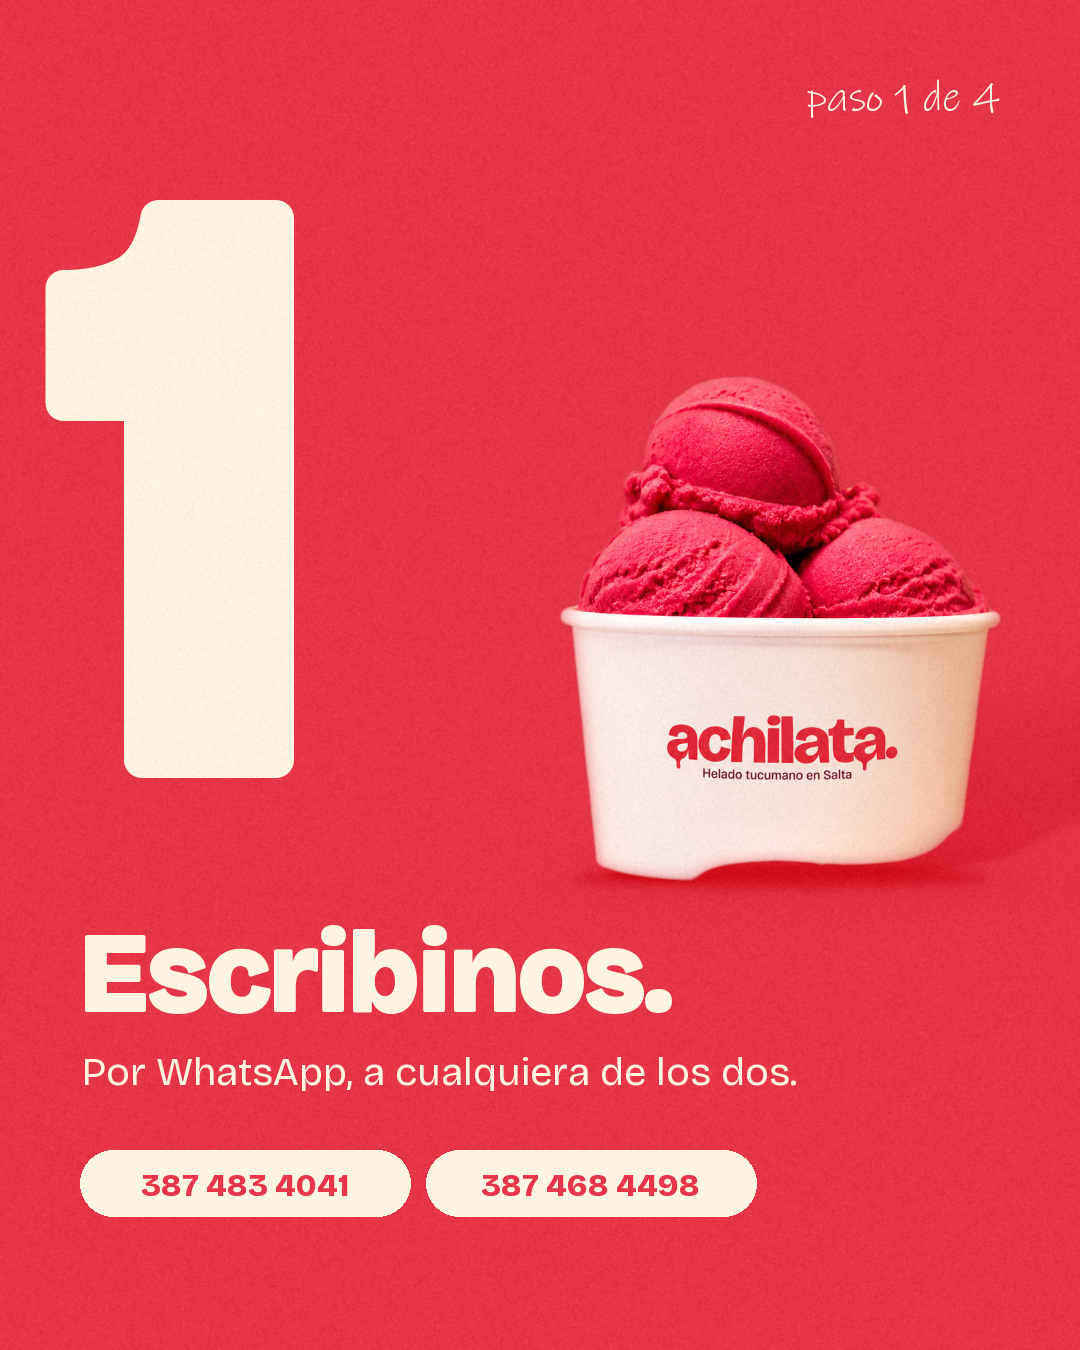 paso 1 de 4
1
achilata.
Helado tucumano en Salta
Escribinos.
Por WhatsApp, a cualquiera de los dos.
387 483 4041
387 468 4498